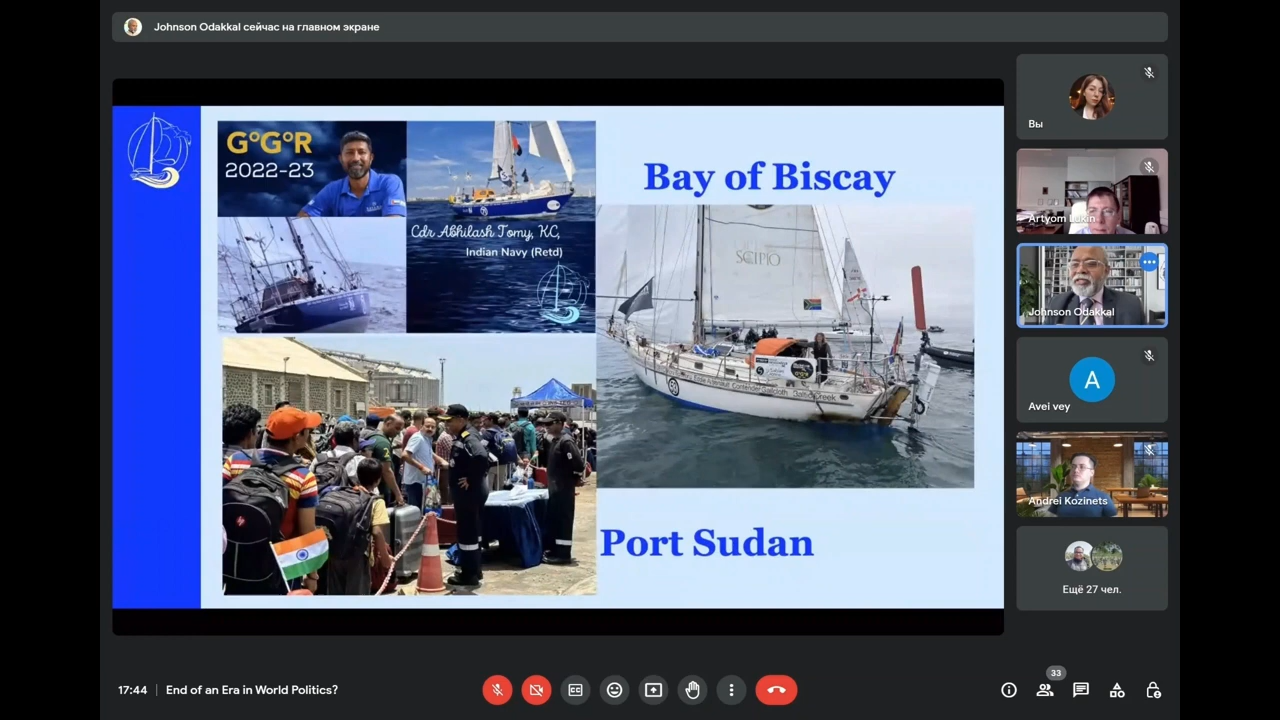 Johnson Odakkal сейчас на главном экране
G°G°R
2022-23
Cdr Abhilash Tomy, KC,
Indian Navy (Retd)
Bay of Biscay
SCIPIO
Port Sudan
Вы
Artyom Lukin
Johnson Odakkal
A
Avei vey
Andrei Kozinets
Ещё 27 чел.
17:44
End of an Era in World Politics?
33